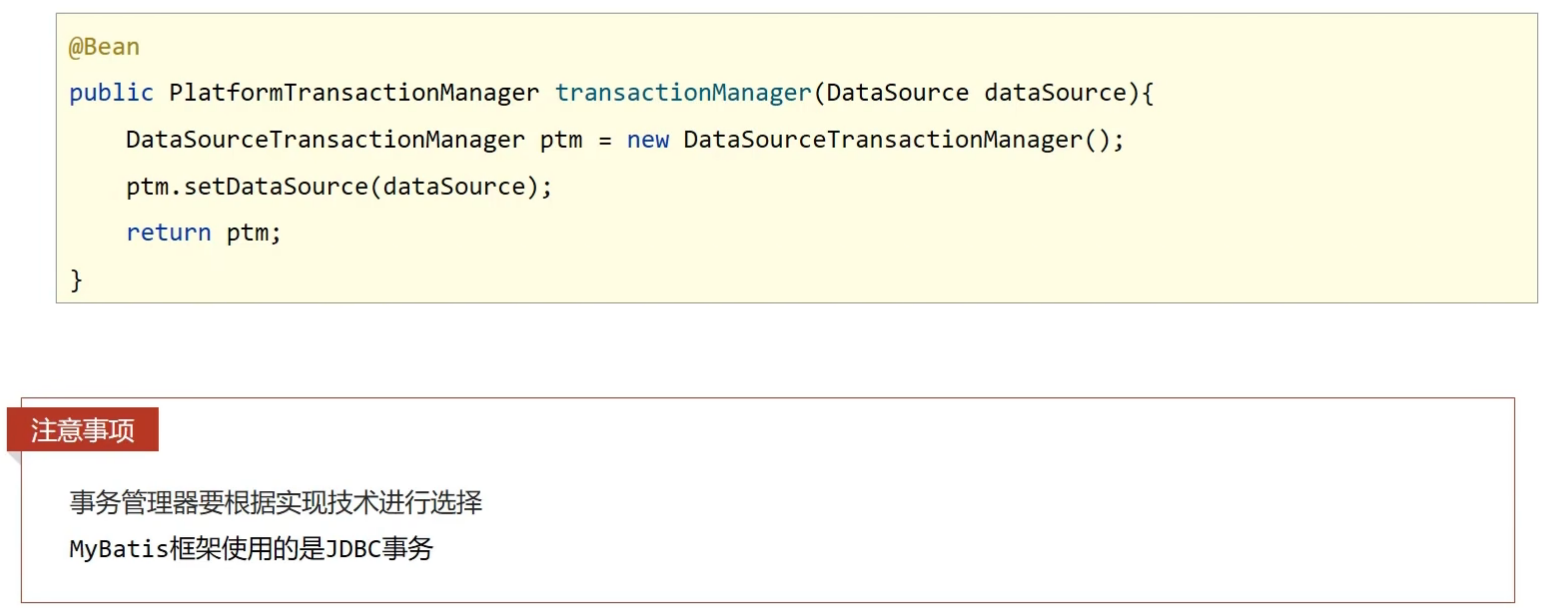 @Bean
public PlatformTransactionManager transactionManager(DataSource dataSource){
    DataSourceTransactionManager ptm = new DataSourceTransactionManager();
    ptm.setDataSource(dataSource);
    return ptm;
}
注意事项
事务管理器要根据实现技术进行选择
MyBatis框架使用的是JDBC事务